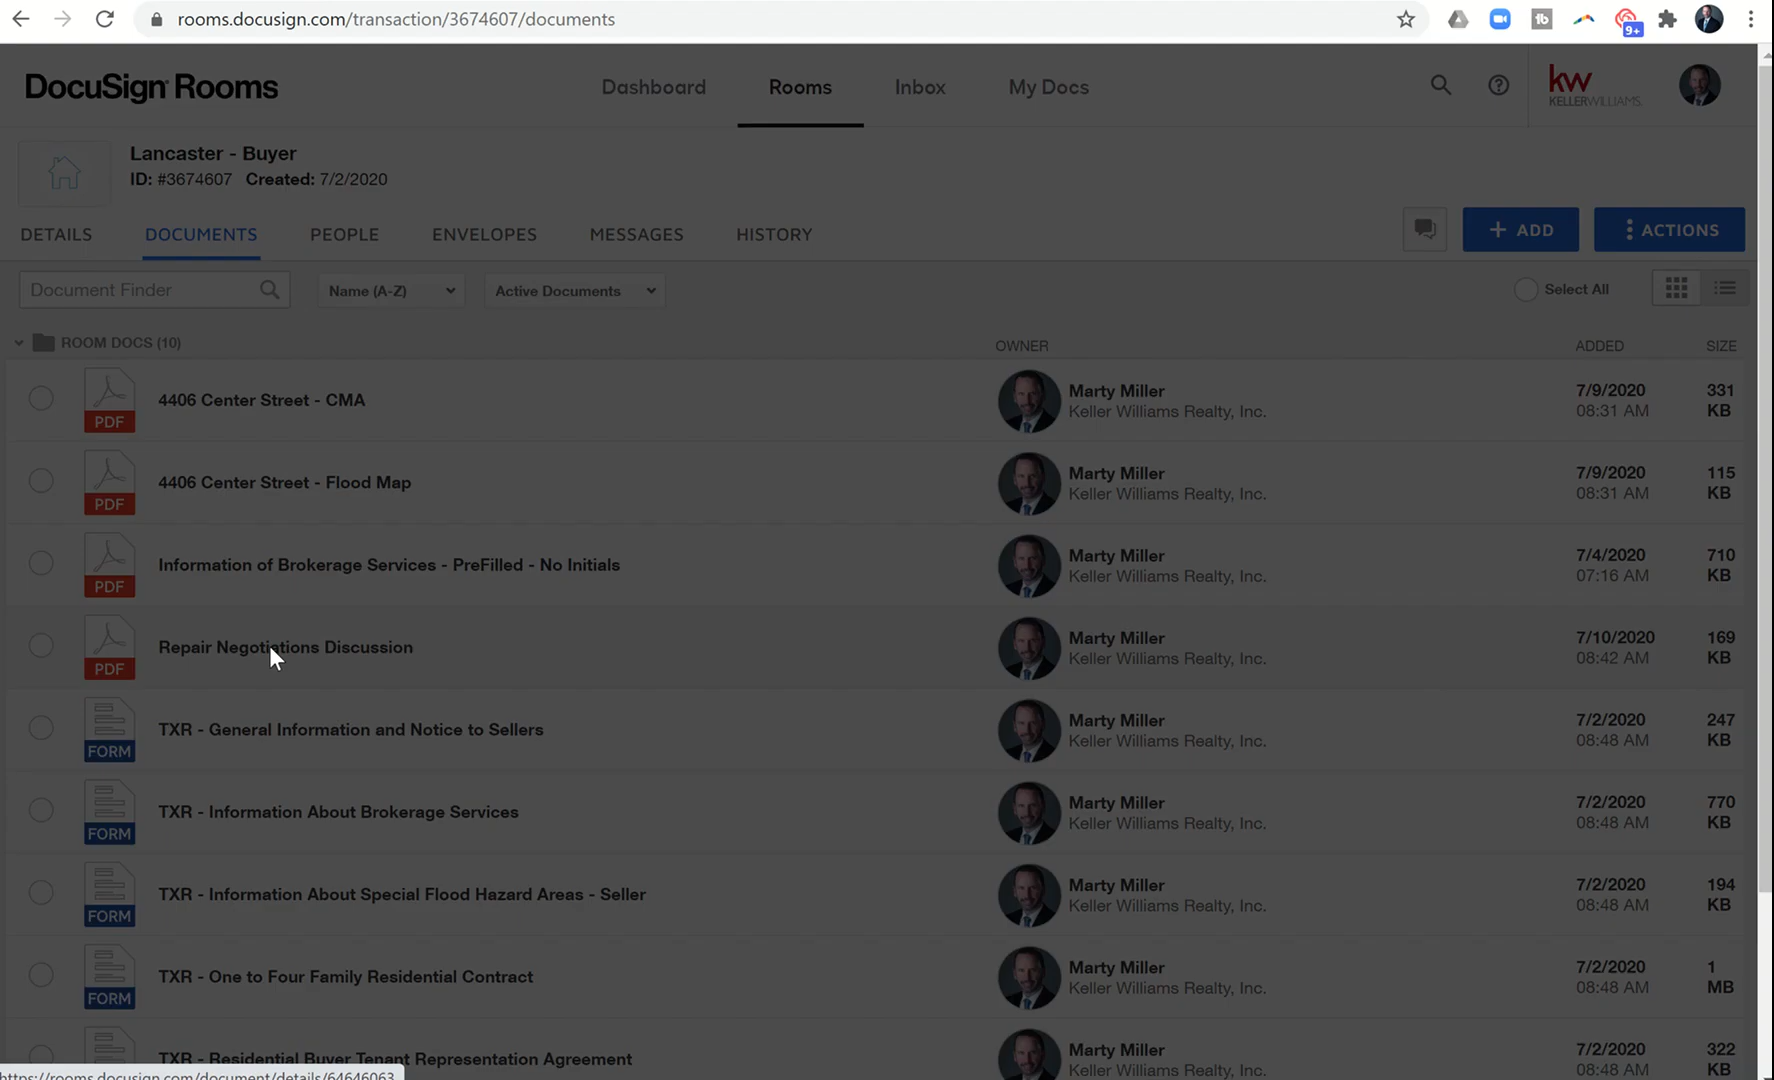 rooms.docusign.com/transaction/3674607/documents
9+
DocuSign Rooms
Dashboard
Rooms
Inbox
My Docs
kw
KELLERWILLIAMS.
Lancaster - Buyer
ID: #3674607 Created: 7/2/2020
DETAILS
DOCUMENTS
PEOPLE
ENVELOPES
MESSAGES
HISTORY
+ ADD
ACTIONS
Document Finder
Name (A-Z)
Active Documents
Select All
ROOM DOCS (10)
OWNER
ADDED
SIZE
PDF
4406 Center Street - CMA
Marty Miller
Keller Williams Realty, Inc.
7/9/2020
08:31 AM
331
KB
PDF
4406 Center Street - Flood Map
Marty Miller
Keller Williams Realty, Inc.
7/9/2020
08:31 AM
115
KB
PDF
Information of Brokerage Services - PreFilled - No Initials
Marty Miller
Keller Williams Realty, Inc.
7/4/2020
07:16 AM
710
KB
PDF
Repair Negotiations Discussion
Marty Miller
Keller Williams Realty, Inc.
7/10/2020
08:42 AM
169
KB
FORM
TXR - General Information and Notice to Sellers
Marty Miller
Keller Williams Realty, Inc.
7/2/2020
08:48 AM
247
KB
FORM
TXR - Information About Brokerage Services
Marty Miller
Keller Williams Realty, Inc.
7/2/2020
08:48 AM
770
KB
FORM
TXR - Information About Special Flood Hazard Areas - Seller
Marty Miller
Keller Williams Realty, Inc.
7/2/2020
08:48 AM
194
KB
FORM
TXR - One to Four Family Residential Contract
Marty Miller
Keller Williams Realty, Inc.
7/2/2020
08:48 AM
1
MB
TXR - Residential Buyer Tenant Representation Agreement
Marty Miller
Keller Williams Realty, Inc.
7/2/2020
08:48 AM
322
KB
https://rooms.docusign.com/document/details/64646063